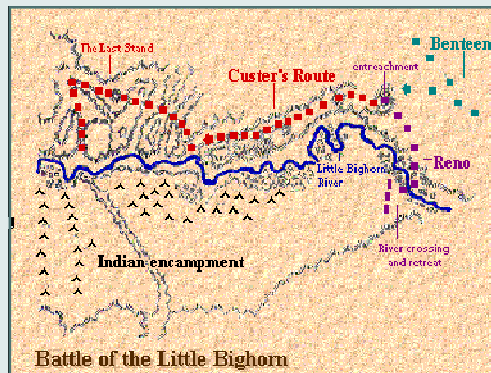 The Last Stand
Benteen
entreachment
Custer's Route
Reno
Little Bighorn
River
River crossing
and retreat
Indian encampment
Battle of the Little Bighorn